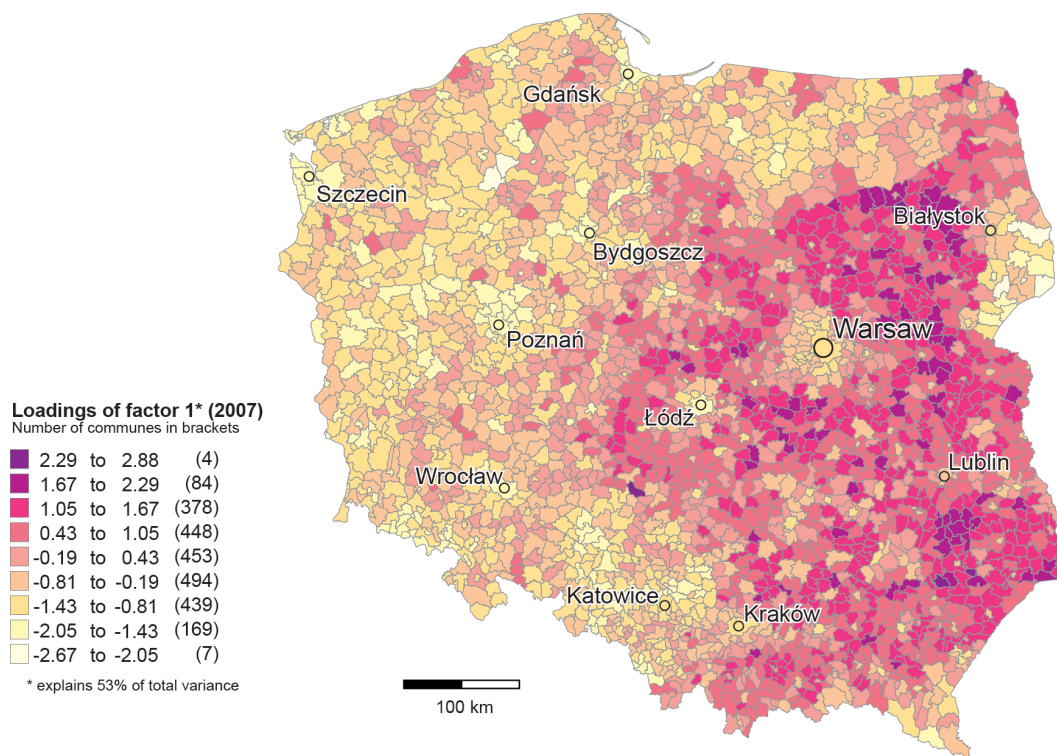 Gdańsk
Szczecin
Białystok
Bydgoszcz
Warsaw
Poznań
Łódź
Lublin
Wrocław
Katowice
Kraków
Loadings of factor 1* (2007)
Number of communes in brackets
2.29 to 2.88 (4)
1.67 to 2.29 (84)
1.05 to 1.67 (378)
0.43 to 1.05 (448)
-0.19 to 0.43 (453)
-0.81 to -0.19 (494)
-1.43 to -0.81 (439)
-2.05 to -1.43 (169)
-2.67 to -2.05 (7)
* explains 53% of total variance
100 km